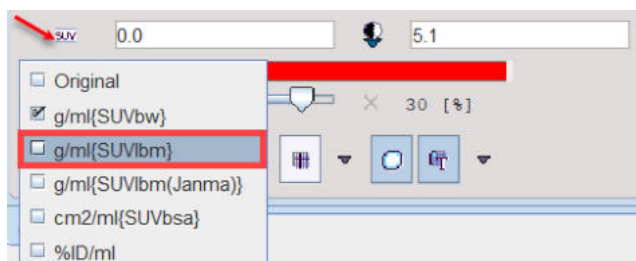 SUV 0.0 5.1
Original
g/ml{SUVbw}
30 [%]
g/ml{SUVlbm}
g/ml{SUVlbm(Janma)}
cm2/ml{SUVbsa}
%ID/ml